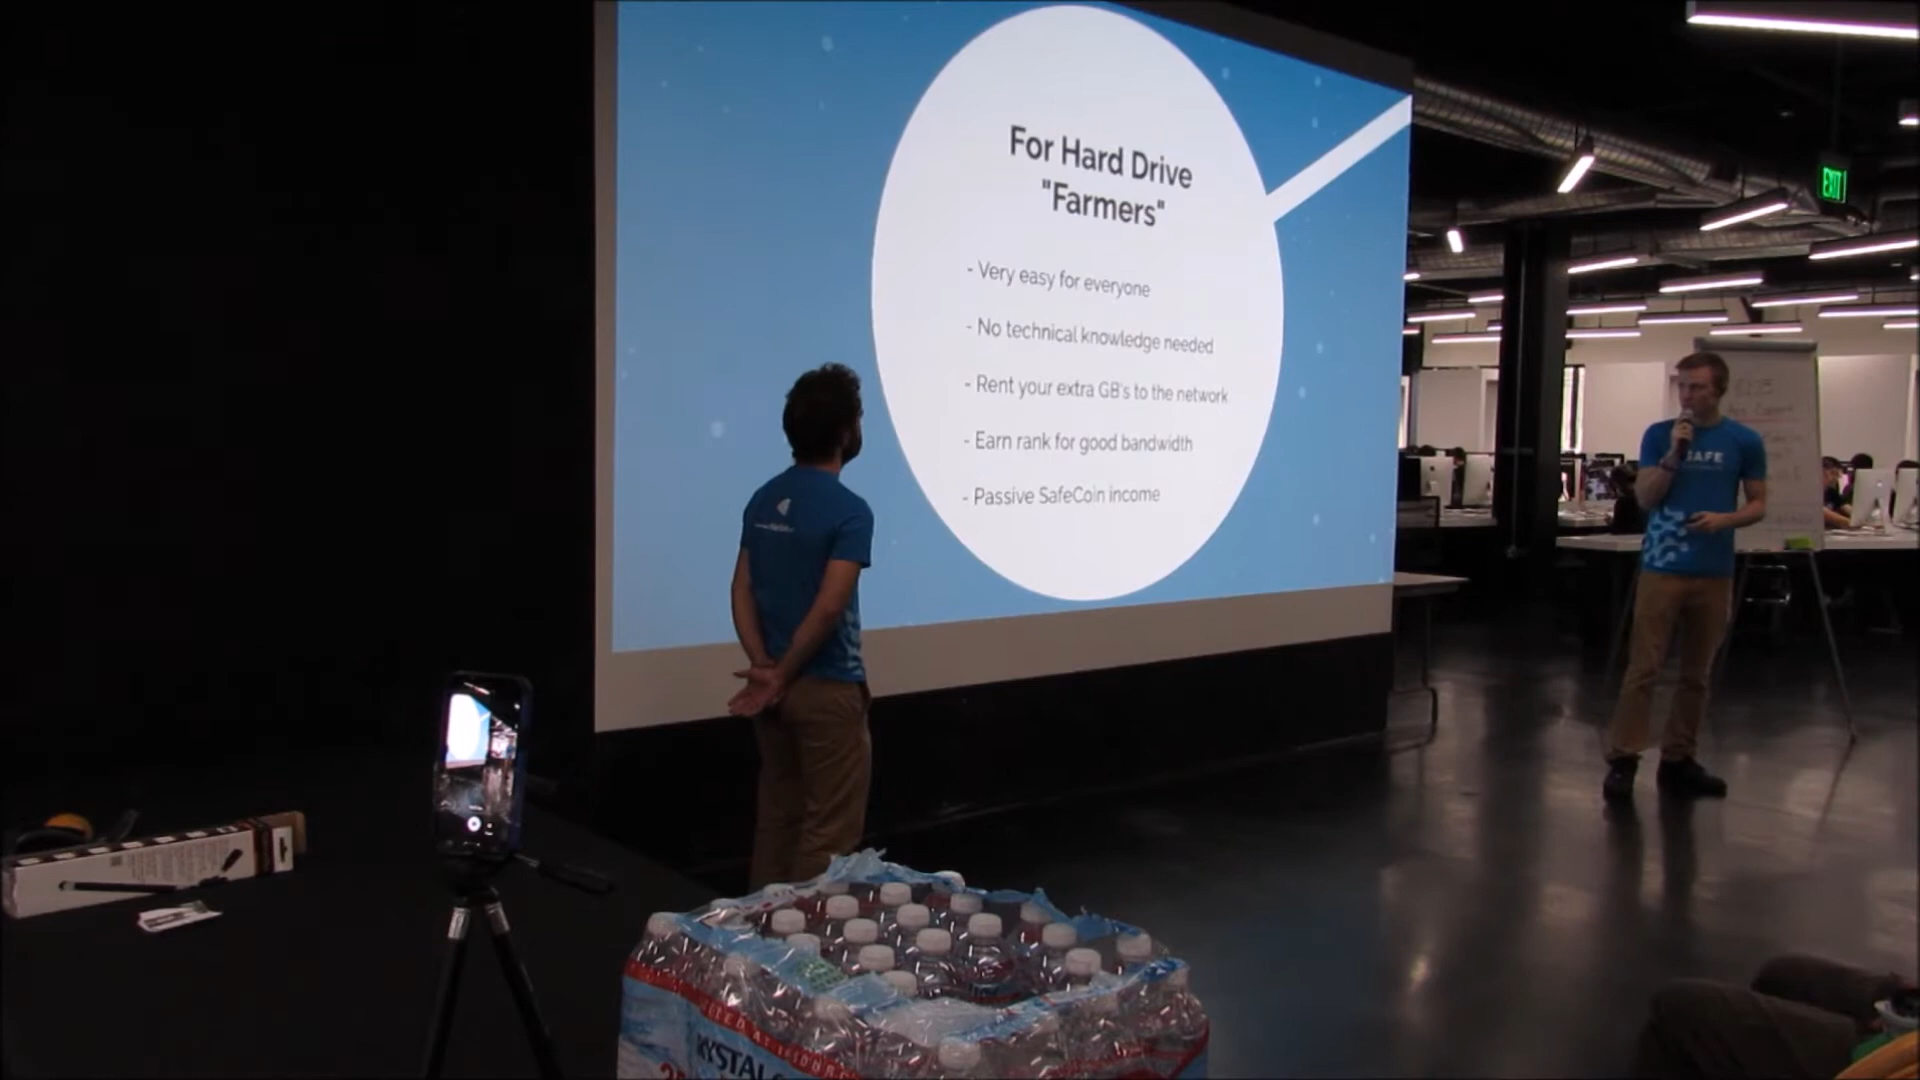 For Hard Drive
"Farmers"
- Very easy for everyone
- No technical knowledge needed
- Rent your extra GB's to the network
- Earn rank for good bandwidth
- Passive SafeCoin income
EXIT
SAFE